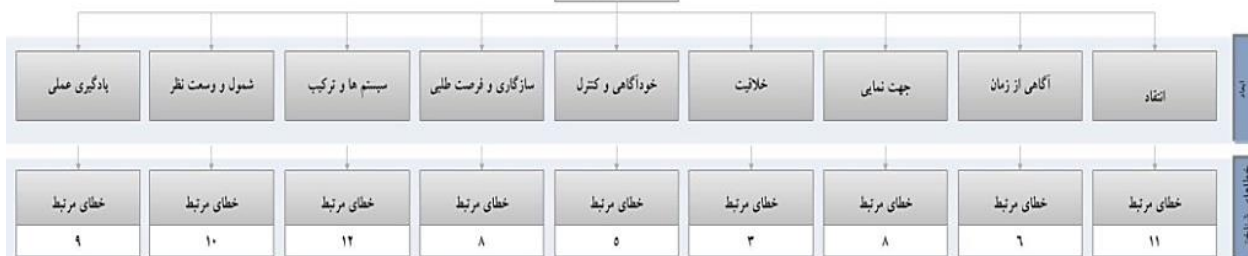 انتقاد
آگاهی از زمان
جهت نمایی
خلاقیت
خودآگاهی و کنترل
سازگاری و فرصت طلبی
سیستم ها و ترکیب
شمول و وسعت نظر
یادگیری عملی
ابعاد
خطای مرتبط
خطای مرتبط
خطای مرتبط
خطای مرتبط
خطای مرتبط
خطای مرتبط
خطای مرتبط
خطای مرتبط
خطای مرتبط
۱۱
۶
۸
۳
۵
۸
۱۲
۱۰
۹